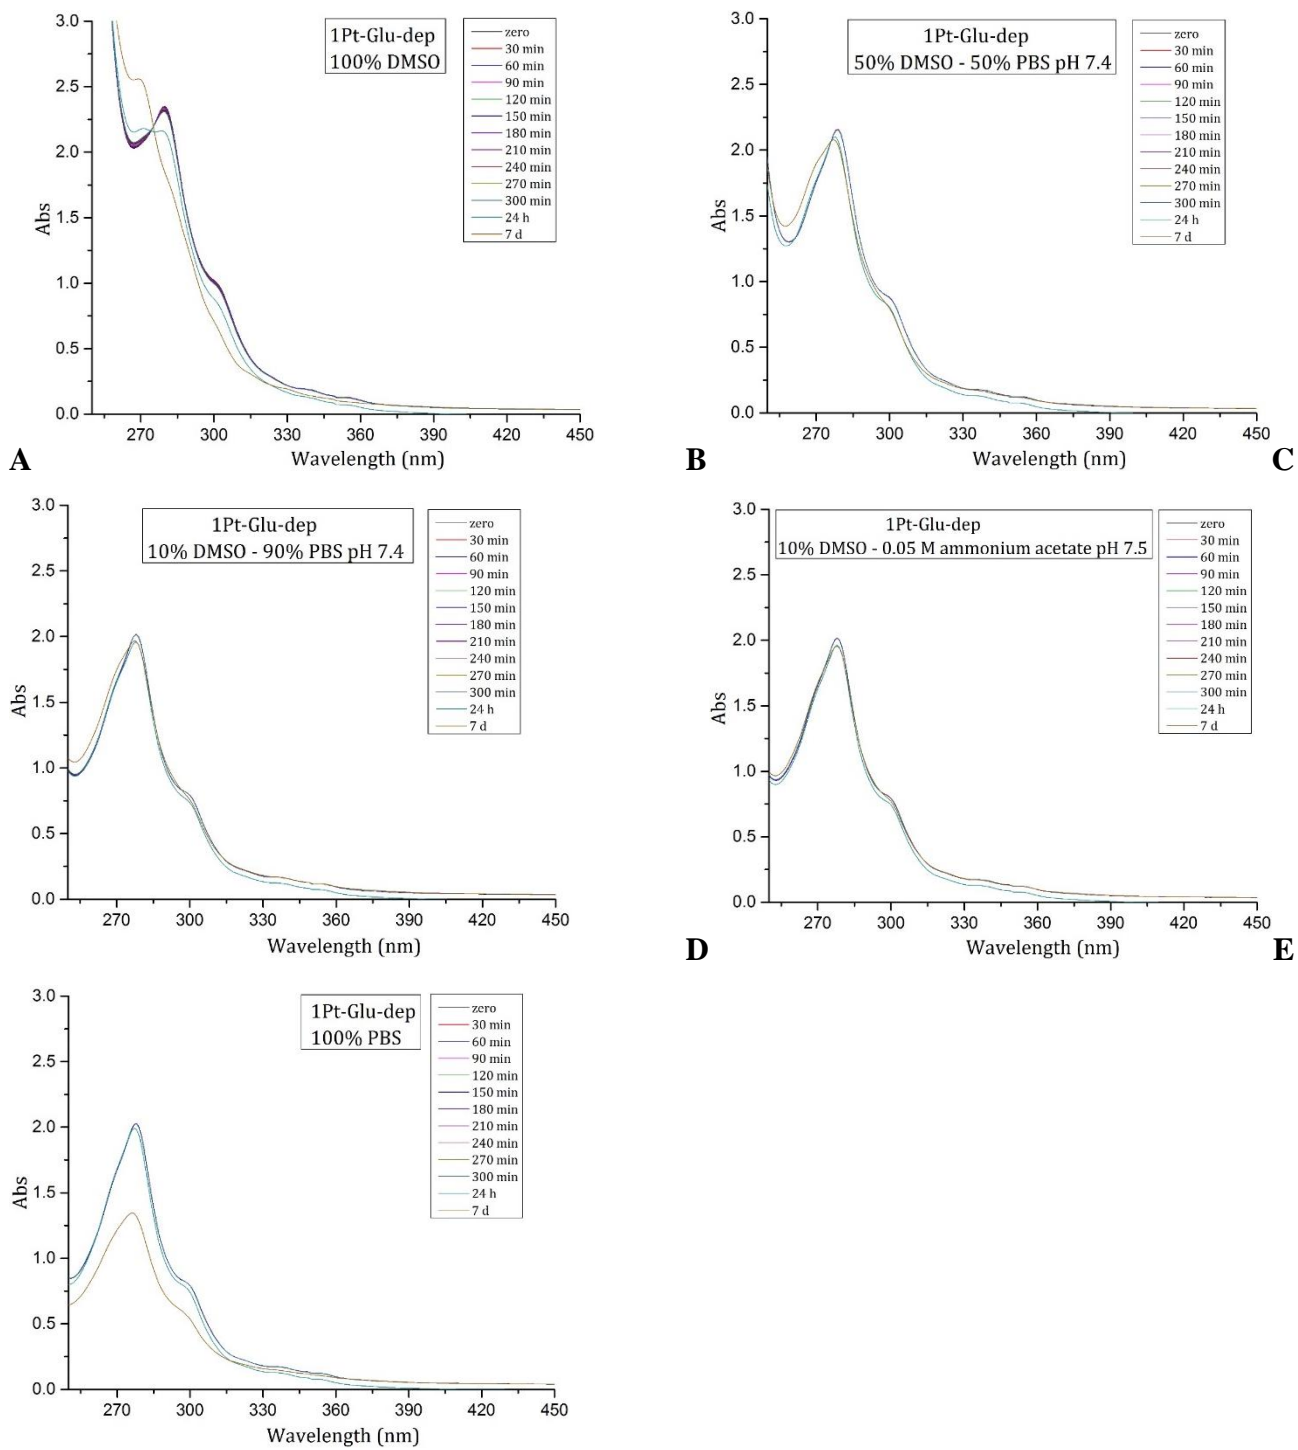 1Pt-Glu-dep
100% DMSO
zero
30 min
60 min
90 min
120 min
150 min
180 min
210 min
240 min
270 min
300 min
24 h
7 d
3.0
2.5
2.0
1.5
1.0
0.5
0.0
Abs
270 300 330 360 390 420 450
Wavelength (nm)
A
1Pt-Glu-dep
50% DMSO - 50% PBS pH 7.4
zero
30 min
60 min
90 min
120 min
150 min
180 min
210 min
240 min
270 min
300 min
24 h
7 d
3.0
2.5
2.0
1.5
1.0
0.5
0.0
Abs
270 300 330 360 390 420 450
Wavelength (nm)
B
C
1Pt-Glu-dep
10% DMSO - 90% PBS pH 7.4
zero
30 min
60 min
90 min
120 min
150 min
180 min
210 min
240 min
270 min
300 min
24 h
7 d
3.0
2.5
2.0
1.5
1.0
0.5
0.0
Abs
270 300 330 360 390 420 450
Wavelength (nm)
D
1Pt-Glu-dep
10% DMSO - 0.05 M ammonium acetate pH 7.5
zero
30 min
60 min
90 min
120 min
150 min
180 min
210 min
240 min
270 min
300 min
24 h
7 d
3.0
2.5
2.0
1.5
1.0
0.5
0.0
Abs
270 300 330 360 390 420 450
Wavelength (nm)
E
1Pt-Glu-dep
100% PBS
zero
30 min
60 min
90 min
120 min
150 min
180 min
210 min
240 min
270 min
300 min
24 h
7 d
3.0
2.5
2.0
1.5
1.0
0.5
0.0
Abs
270 300 330 360 390 420 450
Wavelength (nm)